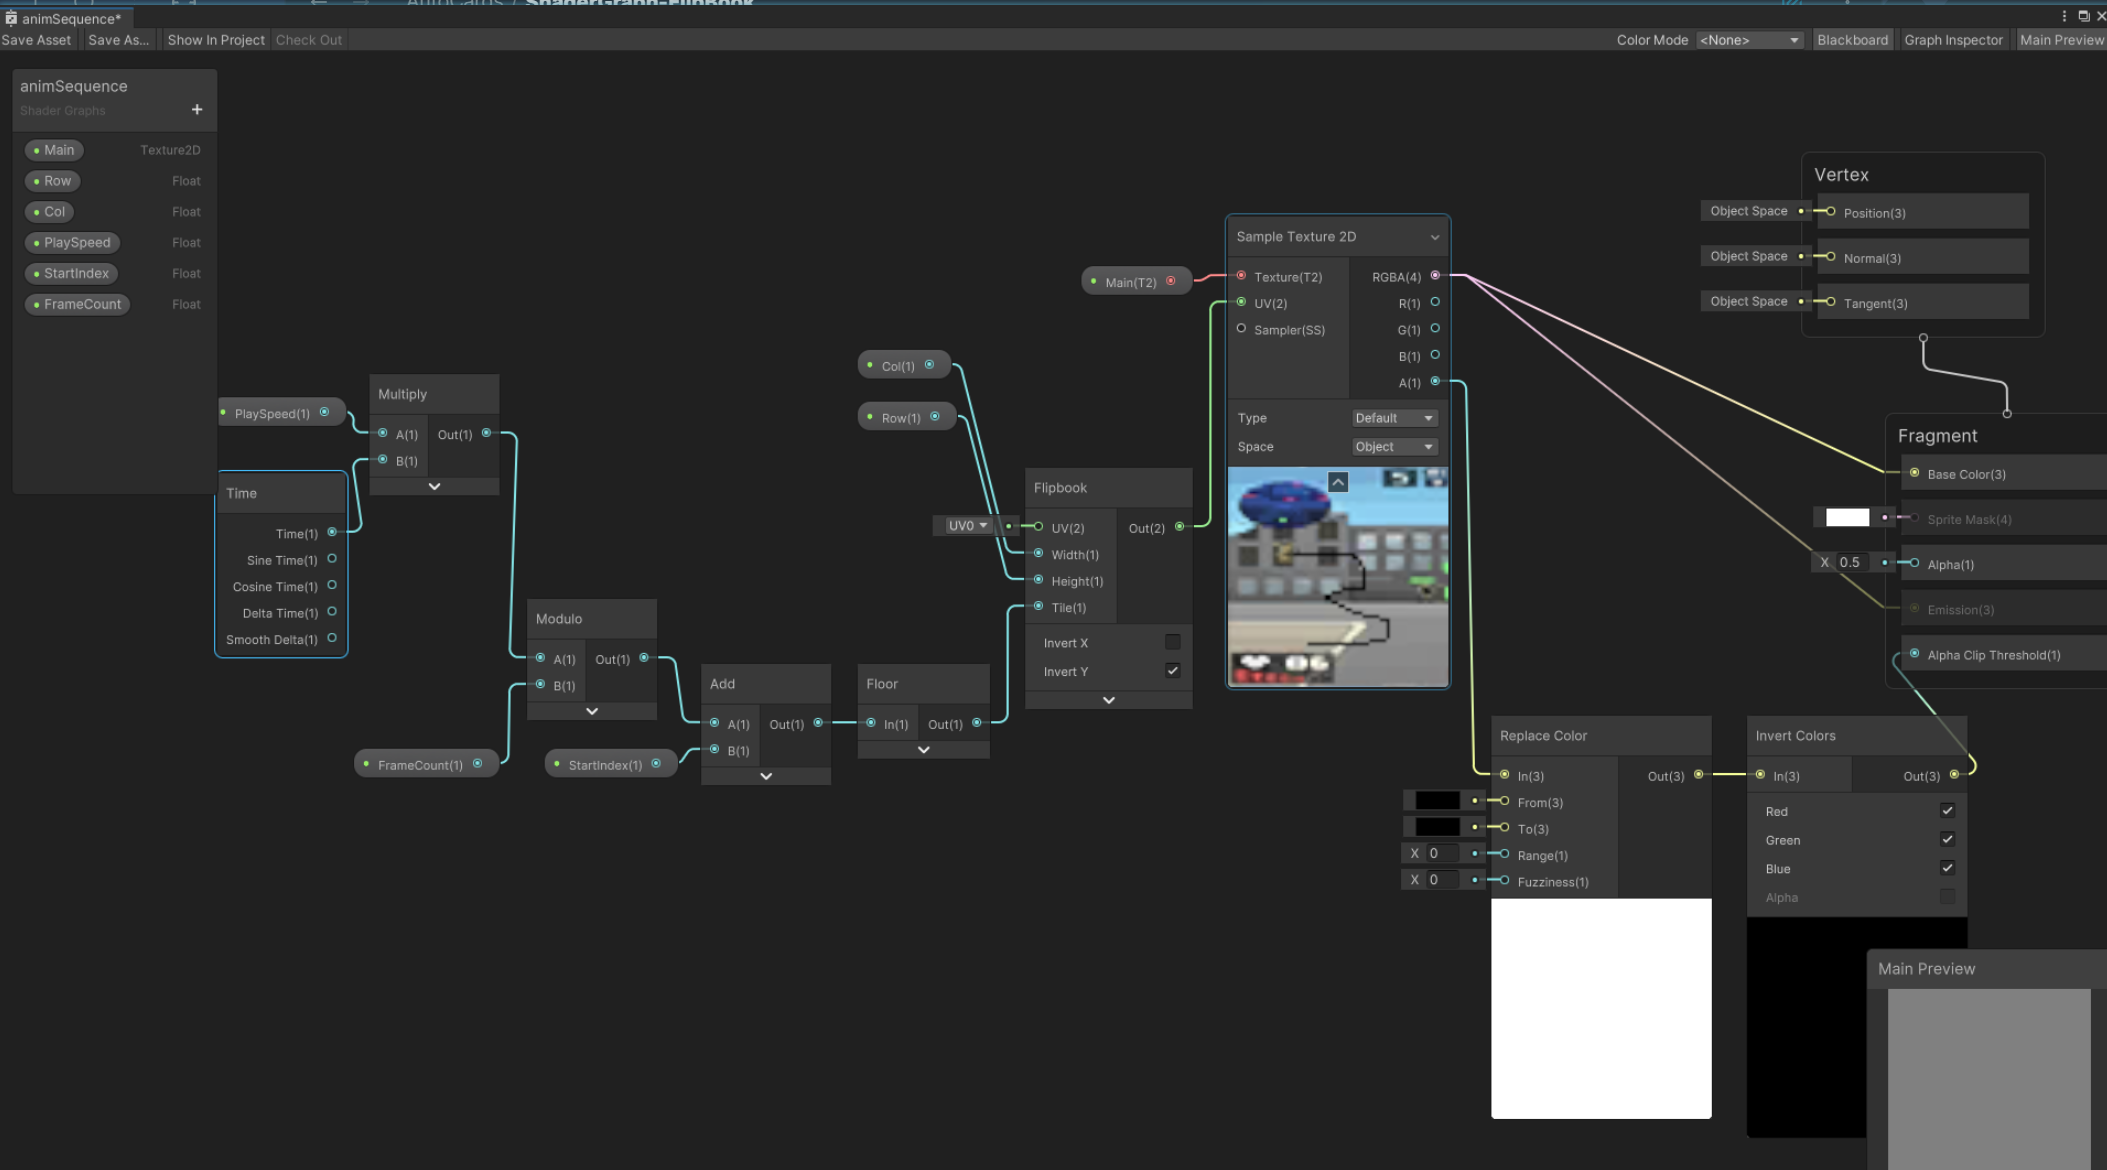 AutoCards / ShaderGraph-FlipBook
animSequence*
Save Asset
Save As...
Show In Project
Check Out
Color Mode
<None>
Blackboard
Graph Inspector
Main Preview
animSequence
Shader Graphs
+
Main Texture2D
Row Float
Col Float
PlaySpeed Float
StartIndex Float
FrameCount Float
PlaySpeed(1)
Multiply
A(1) Out(1)
B(1)
Time
Time(1)
Sine Time(1)
Cosine Time(1)
Delta Time(1)
Smooth Delta(1)
Modulo
A(1) Out(1)
B(1)
FrameCount(1)
StartIndex(1)
Add
A(1) Out(1)
B(1)
Floor
In(1) Out(1)
Col(1)
Row(1)
UV0
Flipbook
UV(2) Out(2)
Width(1)
Height(1)
Tile(1)
Invert X
Invert Y
Main(T2)
Sample Texture 2D
Texture(T2) RGBA(4)
UV(2) R(1)
Sampler(SS) G(1)
B(1)
A(1)
Type Default
Space Object
Vertex
Object Space Position(3)
Object Space Normal(3)
Object Space Tangent(3)
Fragment
Base Color(3)
Sprite Mask(4)
X 0.5 Alpha(1)
Emission(3)
Alpha Clip Threshold(1)
Replace Color
In(3) Out(3)
From(3)
To(3)
X 0 Range(1)
X 0 Fuzziness(1)
Invert Colors
In(3) Out(3)
Red
Green
Blue
Alpha
Main Preview